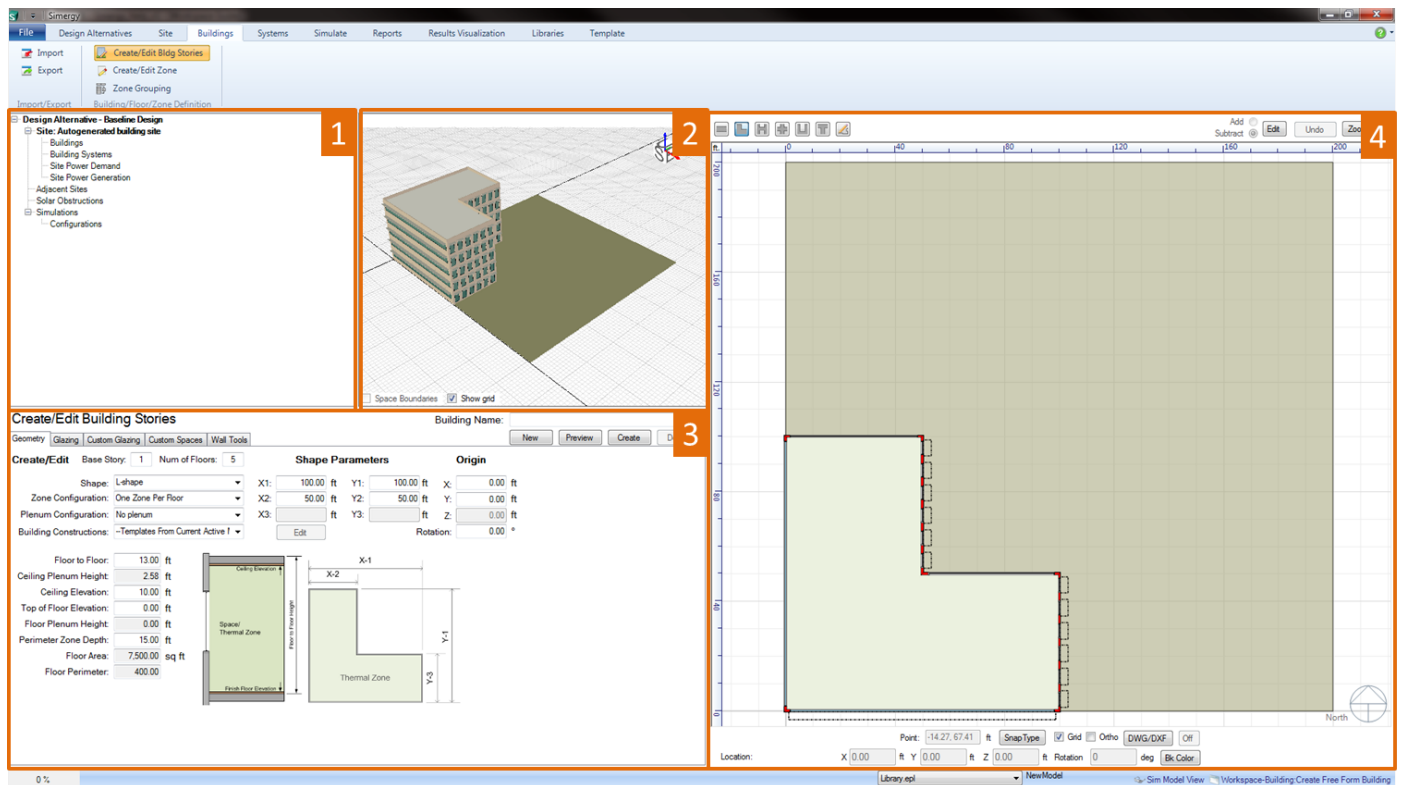 Simergy
File Design Alternatives Site Buildings Systems Simulate Reports Results Visualization Libraries Template
Import Create/Edit Bldg Stories
Export Create/Edit Zone
Zone Grouping
Import/Export Building/Floor/Zone Definition
1
Design Alternative - Baseline Design
Site: Autogenerated building site
Buildings
Building Systems
Site Power Demand
Site Power Generation
Adjacent Sites
Solar Obstructions
Simulations
Configurations
2
Space Boundaries Show grid
3
Create/Edit Building Stories Building Name:
Geometry Glazing Custom Glazing Custom Spaces Wall Tools New Preview Create
Create/Edit Base Story: 1 Num of Floors: 5 Shape Parameters Origin
Shape: L-shape X1: 100.00 ft Y1: 100.00 ft X: 0.00 ft
Zone Configuration: One Zone Per Floor X2: 50.00 ft Y2: 50.00 ft Y: 0.00 ft
Plenum Configuration: No plenum X3: ft Y3: ft Z: 0.00 ft
Building Constructions: --Templates From Current Active Edit Rotation: 0.00 °
Floor to Floor: 13.00 ft
Ceiling Plenum Height: 2.58 ft
Ceiling Elevation: 10.00 ft
Top of Floor Elevation: 0.00 ft
Floor Plenum Height: 0.00 ft
Perimeter Zone Depth: 15.00 ft
Floor Area: 7,500.00 sq ft
Floor Perimeter: 400.00
Ceiling Elevation
Space/
Thermal Zone
Floor to Floor Height
Finish Floor Elevation
X-1
X-2
Y-1
Y-3
Thermal Zone
4
Add
Subtract Edit Undo Zoo
ft 0 40 80 120 160 200
200
160
120
80
40
0
North
Point: -14.27, 67.41 ft SnapType Grid Ortho DWG/DXF Off
Location: X 0.00 ft Y 0.00 ft Z 0.00 ft Rotation 0 deg Bk Color
0 % Library.epl NewModel Sim Model View Workspace-Building:Create Free Form Building